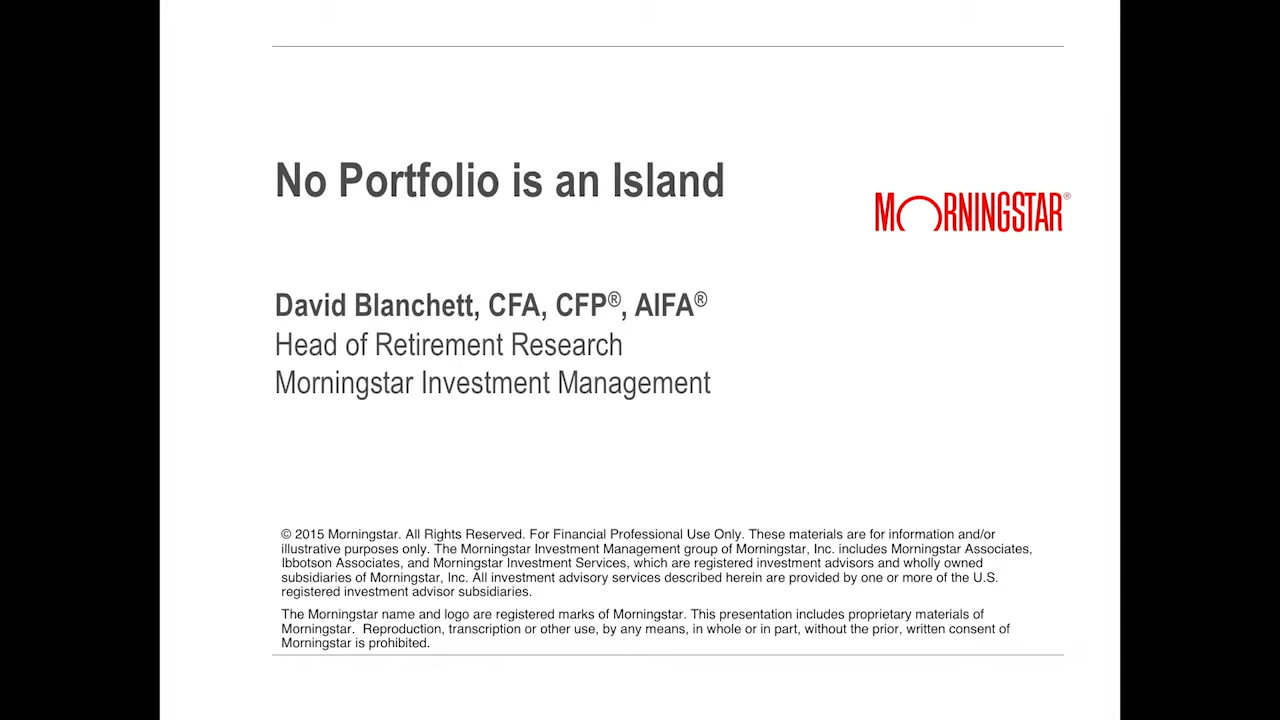 No Portfolio is an Island
MORNINGSTAR®
David Blanchett, CFA, CFP®, AIFA®
Head of Retirement Research
Morningstar Investment Management
© 2015 Morningstar. All Rights Reserved. For Financial Professional Use Only. These materials are for information and/or
illustrative purposes only. The Morningstar Investment Management group of Morningstar, Inc. includes Morningstar Associates,
Ibbotson Associates, and Morningstar Investment Services, which are registered investment advisors and wholly owned
subsidiaries of Morningstar, Inc. All investment advisory services described herein are provided by one or more of the U.S.
registered investment advisor subsidiaries.
The Morningstar name and logo are registered marks of Morningstar. This presentation includes proprietary materials of
Morningstar.  Reproduction, transcription or other use, by any means, in whole or in part, without the prior, written consent of
Morningstar is prohibited.